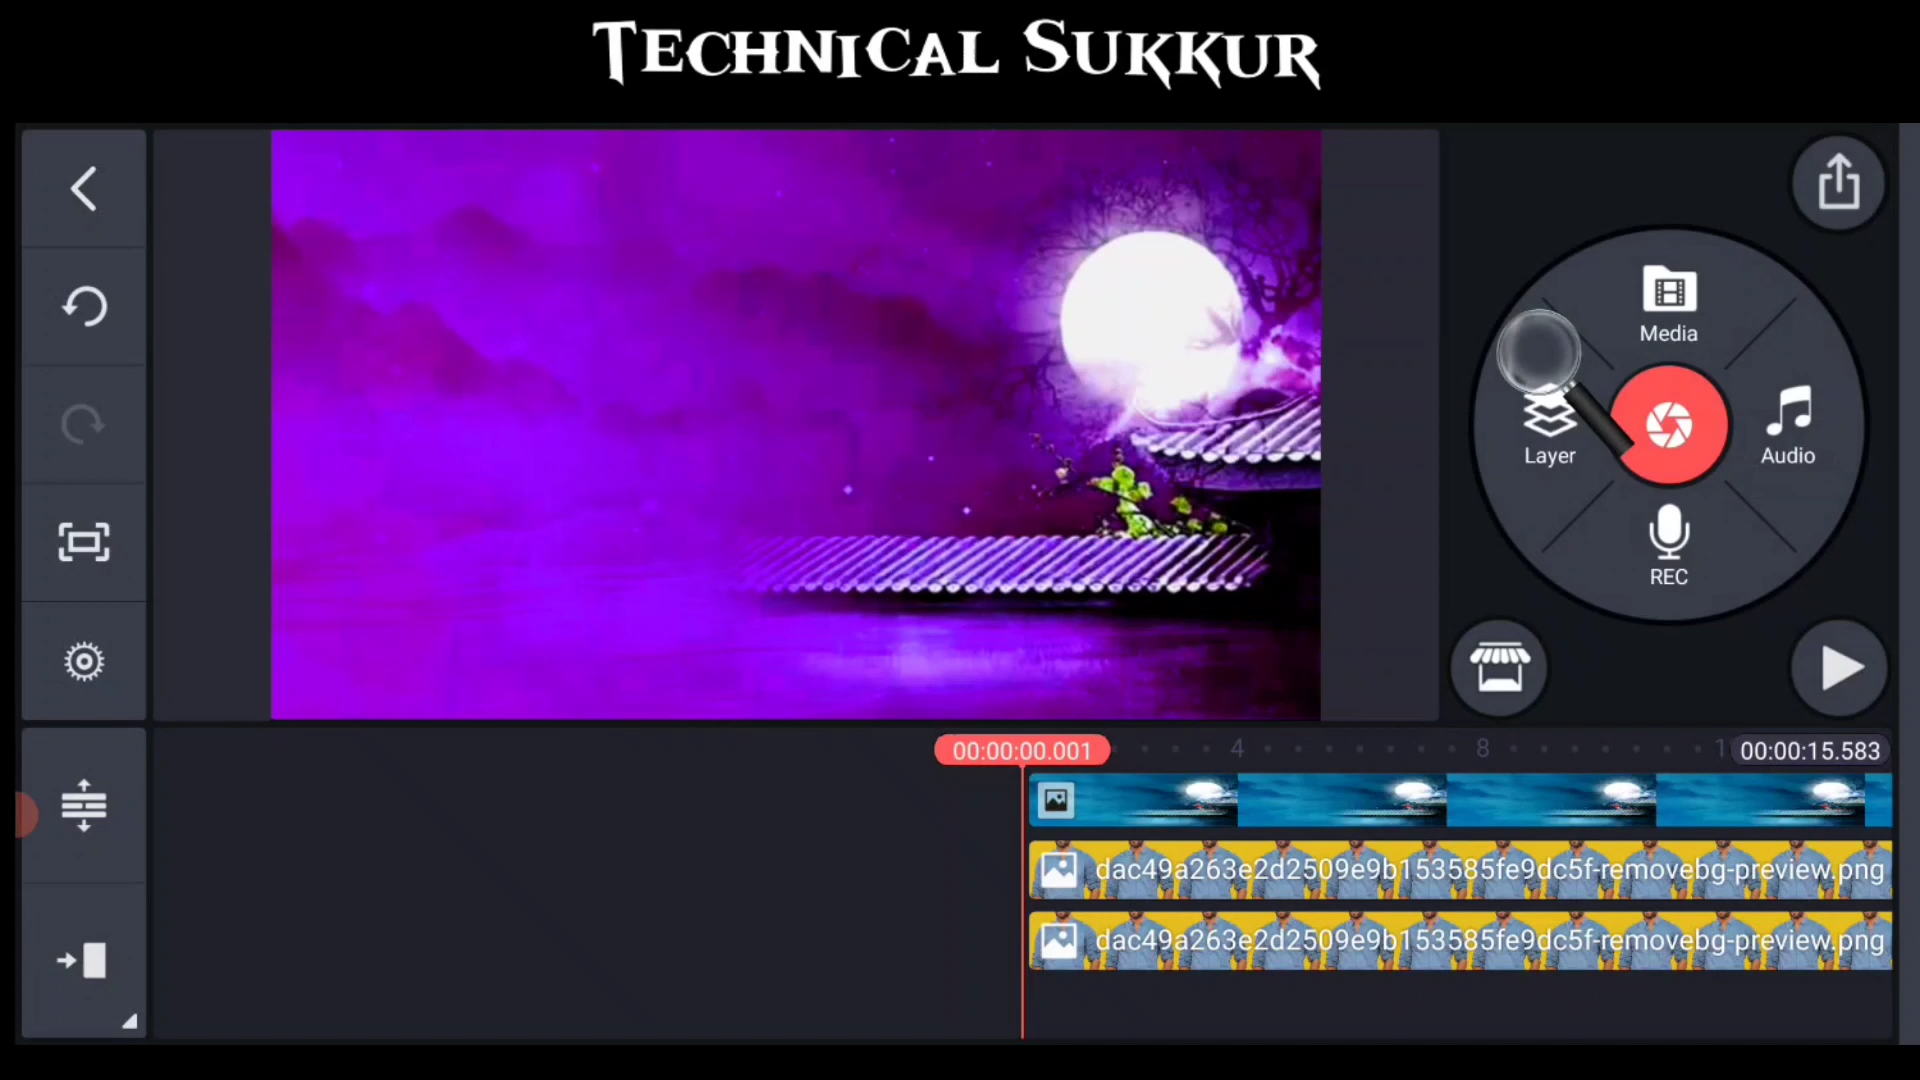 TECHNICAL SUKKUR
Media
Layer
Audio
REC
00:00:00.001
4
8
1
00:00:15.583
dac49a263e2d2509e9b153585fe9dc5f-removebg-preview.png
dac49a263e2d2509e9b153585fe9dc5f-removebg-preview.png